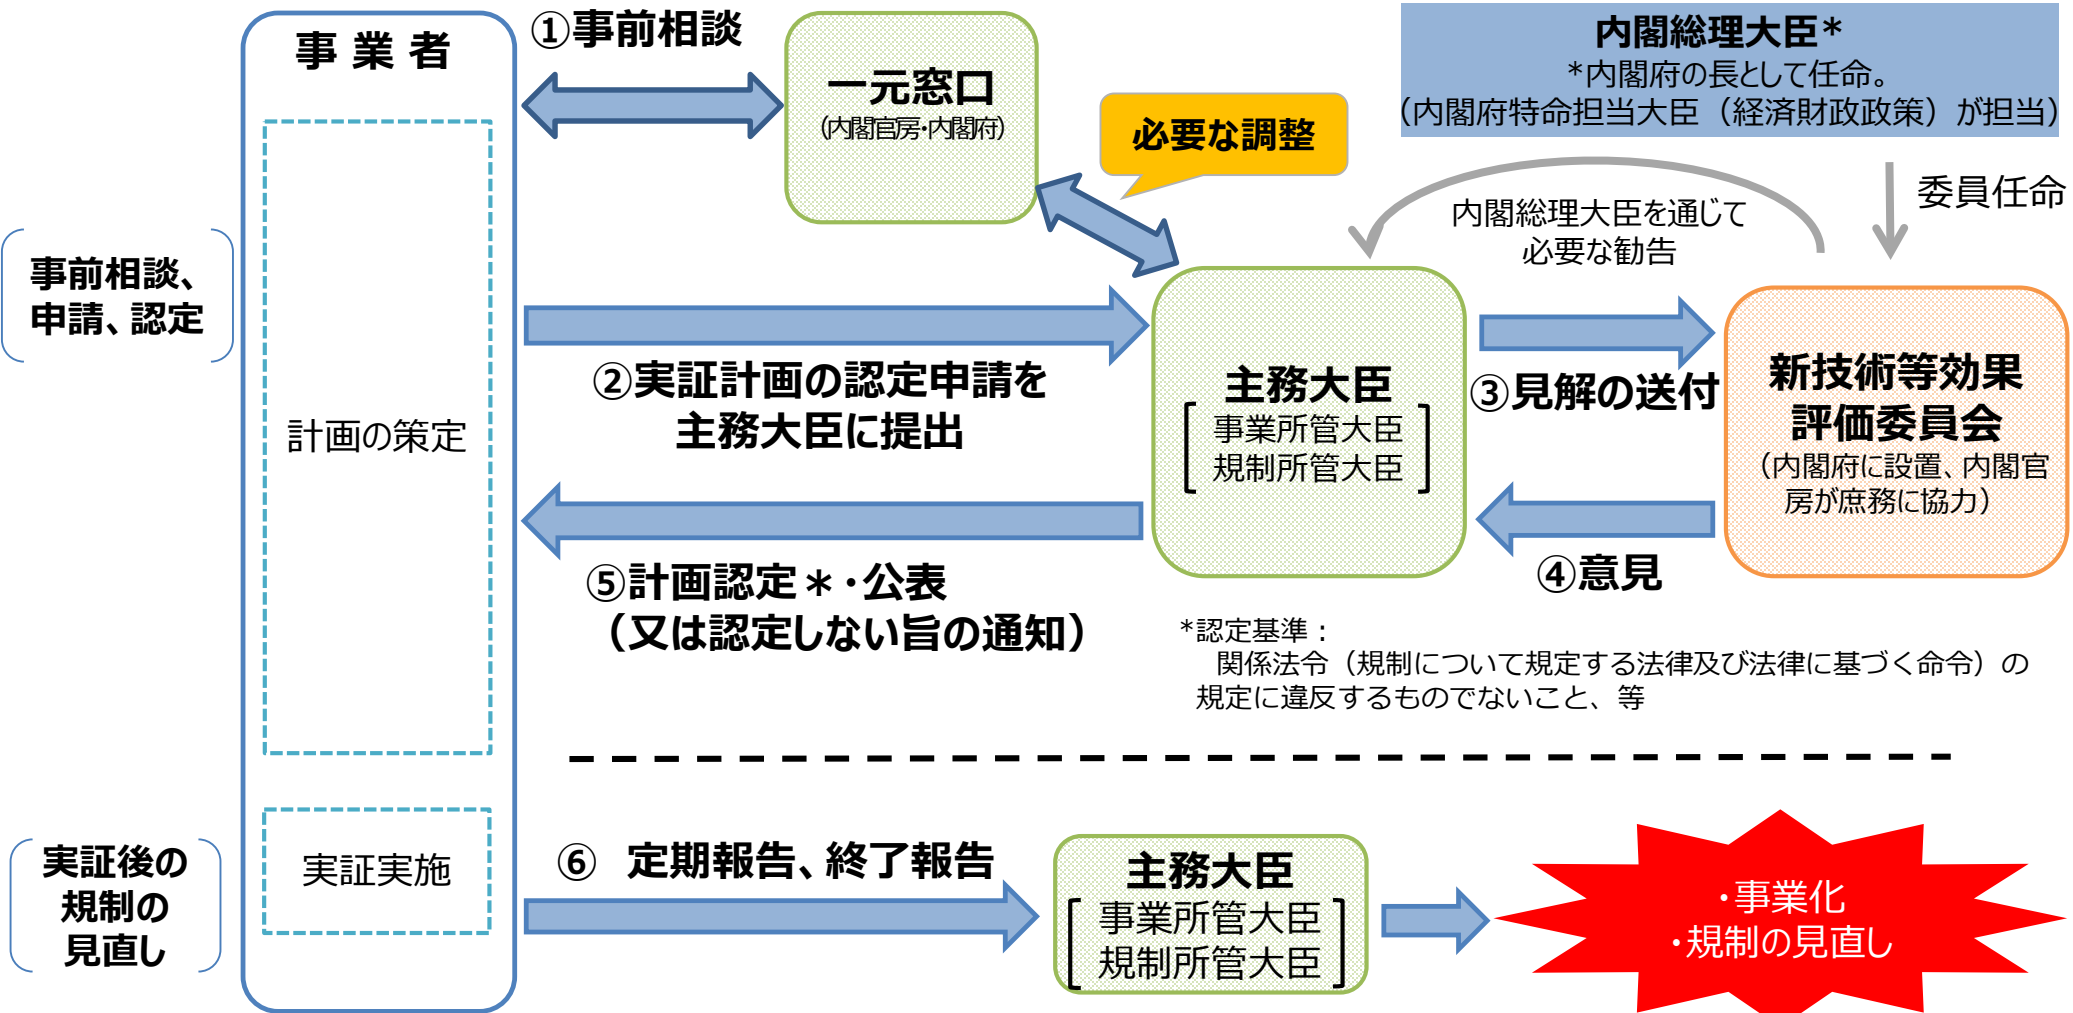 事業者
①事前相談
一元窓口
(内閣官房・内閣府)
必要な調整
内閣総理大臣*
*内閣府の長として任命。
(内閣府特命担当大臣(経済財政政策)が担当)
委員任命
内閣総理大臣を通じて
必要な勧告
事前相談、
申請、認定
計画の策定
②実証計画の認定申請を
主務大臣に提出
主務大臣
事業所管大臣
規制所管大臣
③見解の送付
新技術等効果
評価委員会
(内閣府に設置、内閣官
房が庶務に協力)
④意見
⑤計画認定*・公表
(又は認定しない旨の通知)
*認定基準:
関係法令(規制について規定する法律及び法律に基づく命令)の
規定に違反するものでないこと、等
実証後の
規制の
見直し
実証実施
⑥ 定期報告、終了報告
主務大臣
事業所管大臣
規制所管大臣
・事業化
・規制の見直し